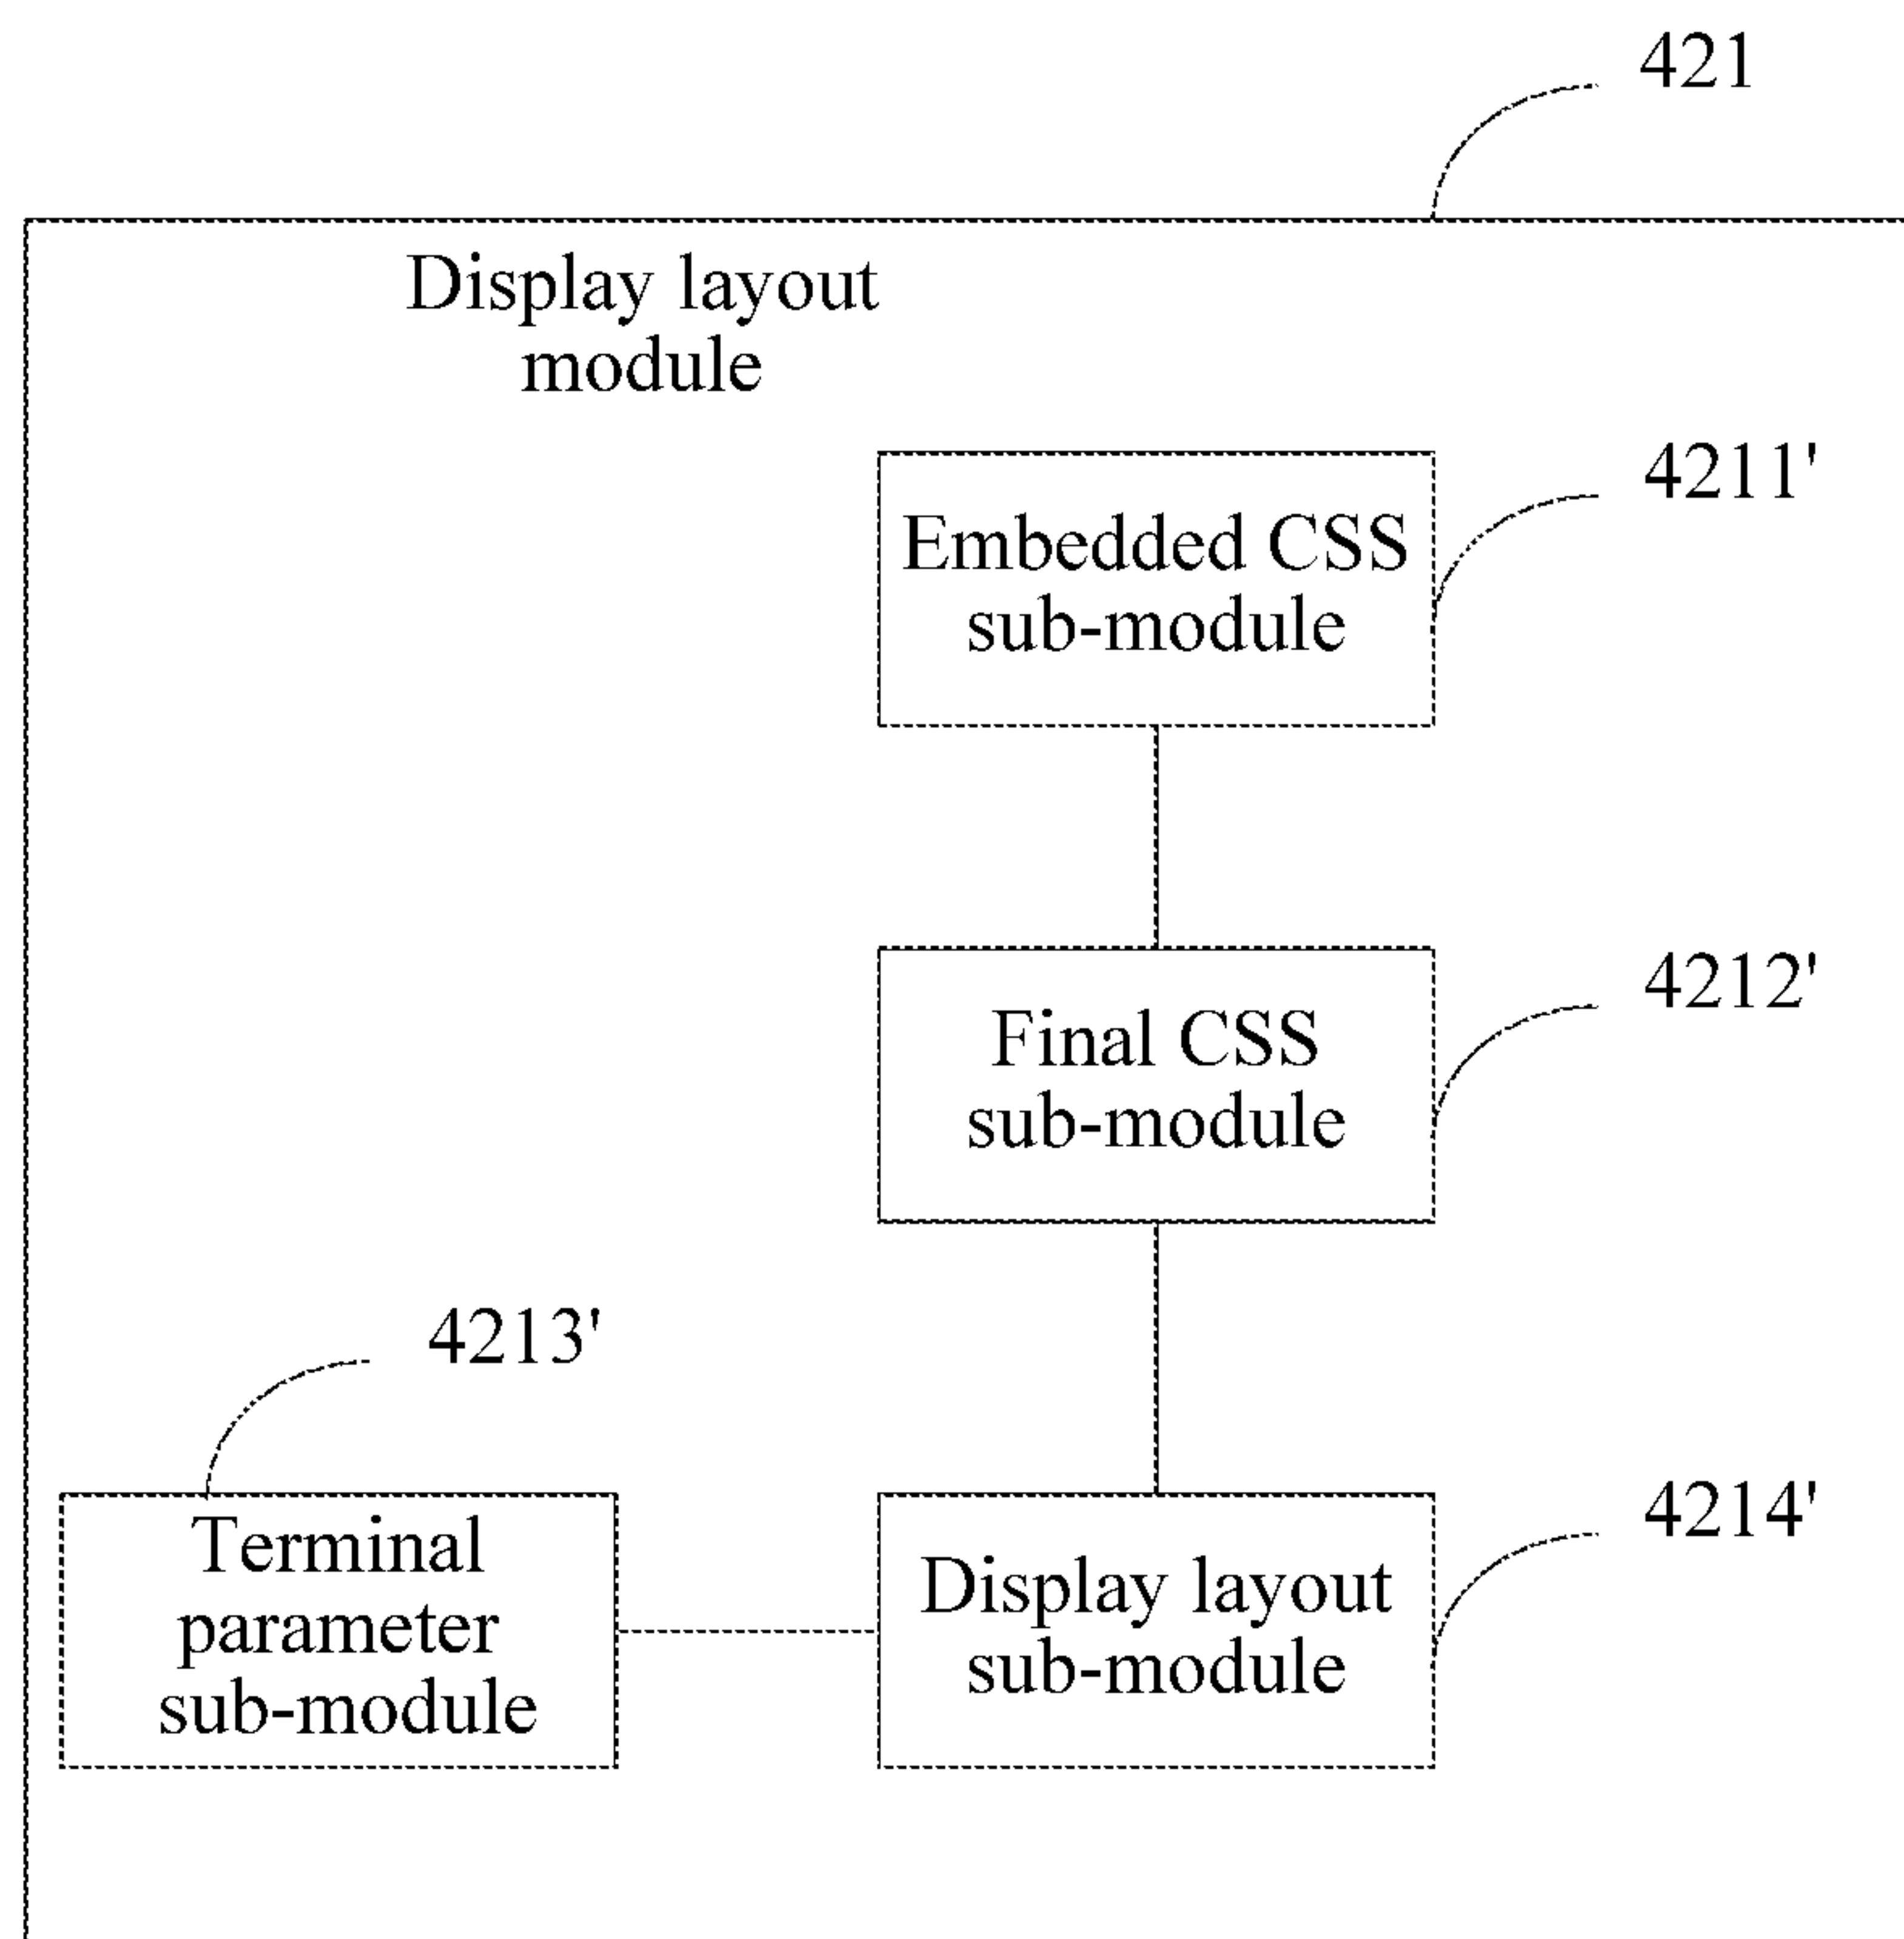 421
Display layout
module
4211'
Embedded CSS
sub-module
4212'
Final CSS
sub-module
4213'
Terminal
parameter
sub-module
4214'
Display layout
sub-module